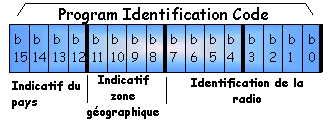 Program Identification Code
b b b b b b b b b b b b b b b b
15 14 13 12 11 10 9 8 7 6 5 4 3 2 1 0
Indicatif du
pays
Indicatif
zone
géographique
Identification de la
radio